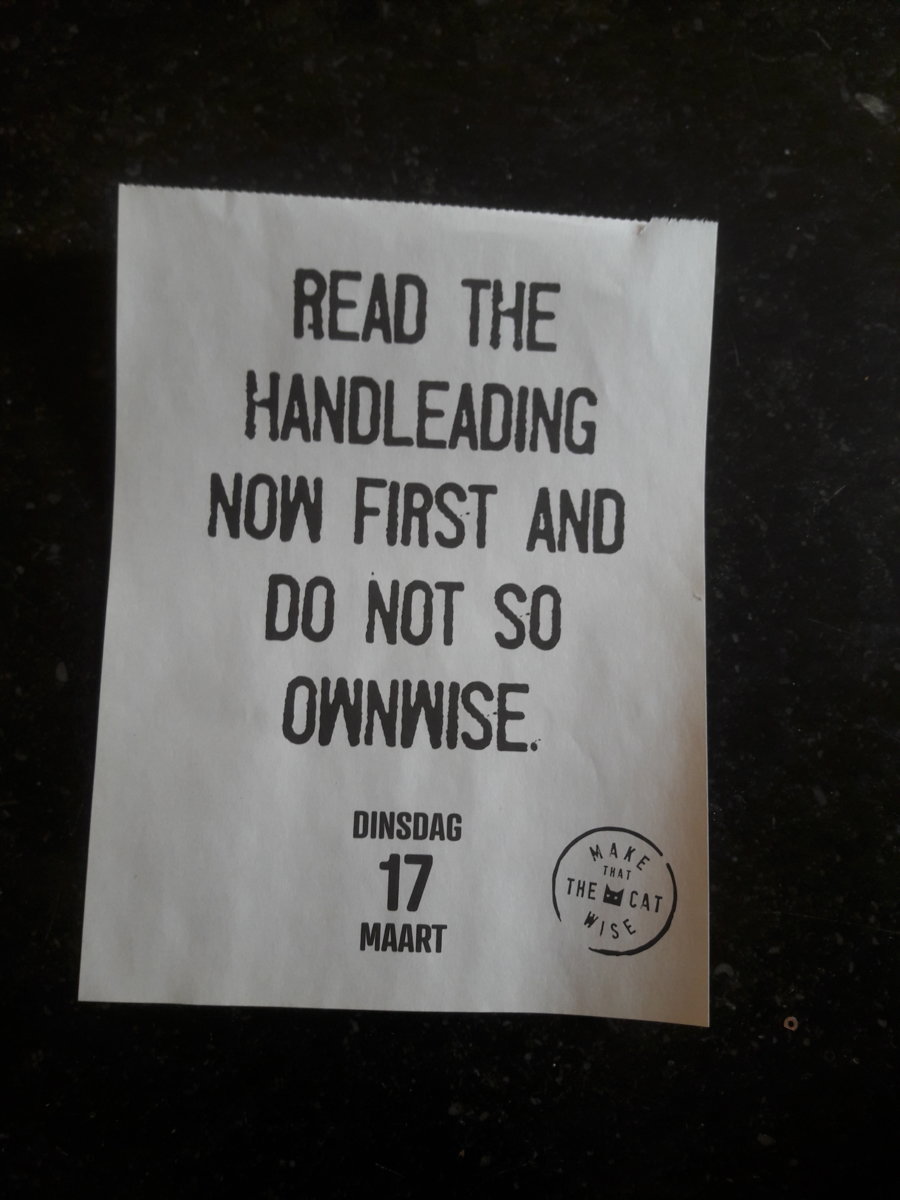 READ THE
HANDLEADING
NOW FIRST AND
DO NOT SO
OWNWISE.
DINSDAG
17
MAART
MAKE
THAT
THE CAT
WISE